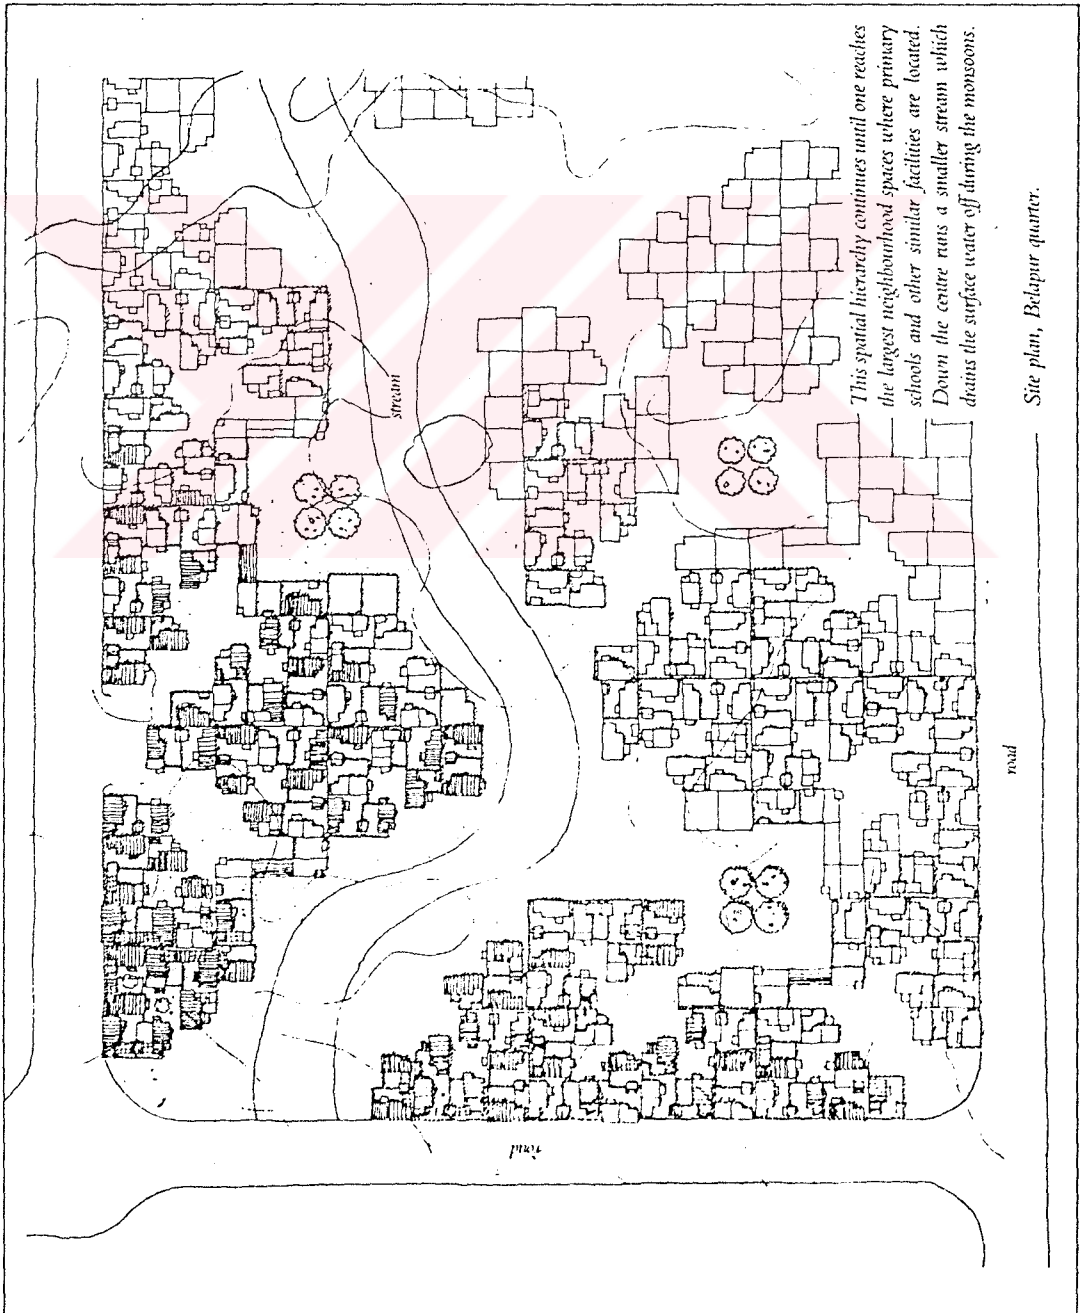 This spatial hierarchy continues until one reaches
the largest neighbourhood spaces where primary
schools and other similar facilities are located.
Down the centre runs a smaller stream which
drains the surface water off during the monsoons.
Site plan, Belapur quarter.
stream
road
road